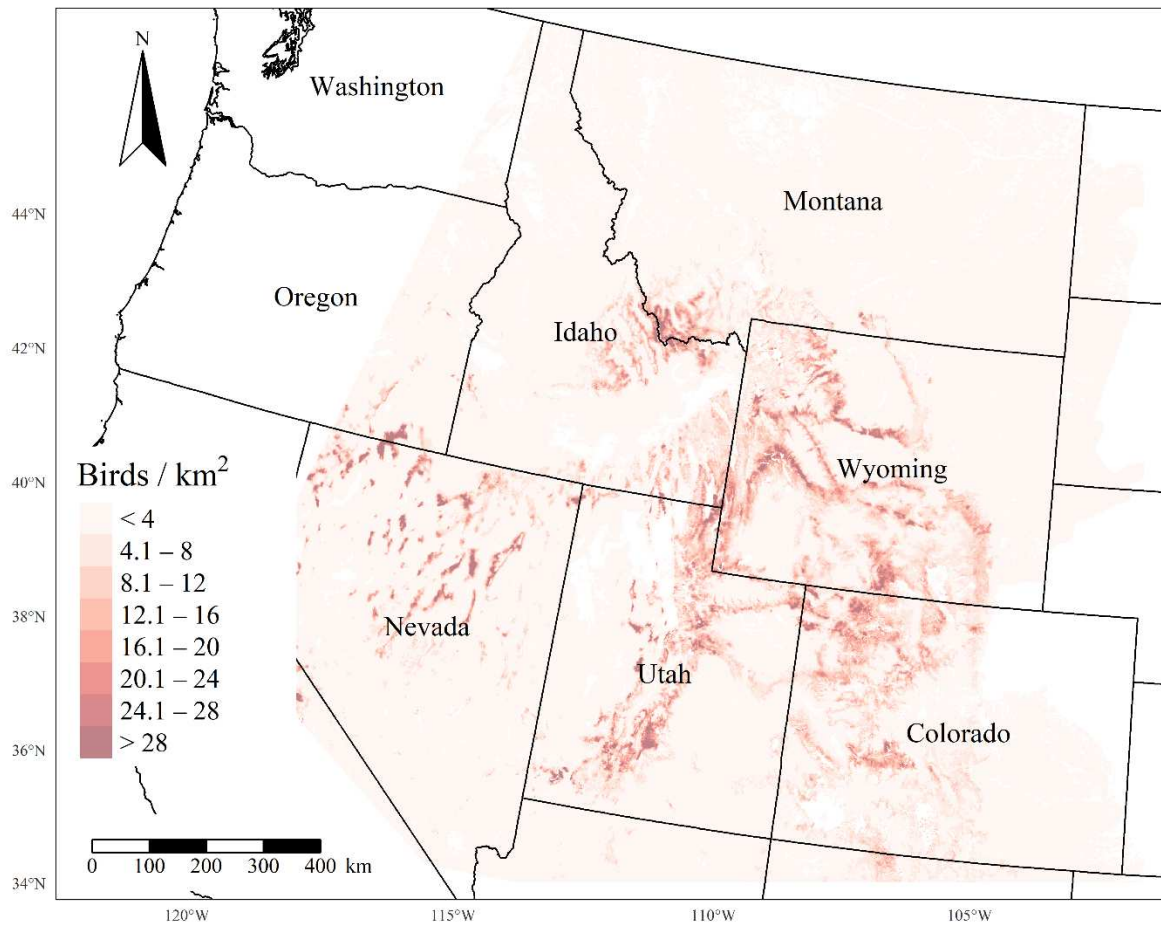 N
Washington
Montana
44°N
Oregon
Idaho
42°N
Birds / km²
Wyoming
40°N
< 4
4.1 – 8
8.1 – 12
12.1 – 16
38°N
16.1 – 20
Nevada
20.1 – 24
Utah
24.1 – 28
Colorado
> 28
36°N
0 100 200 300 400 km
34°N
120°W 115°W 110°W 105°W